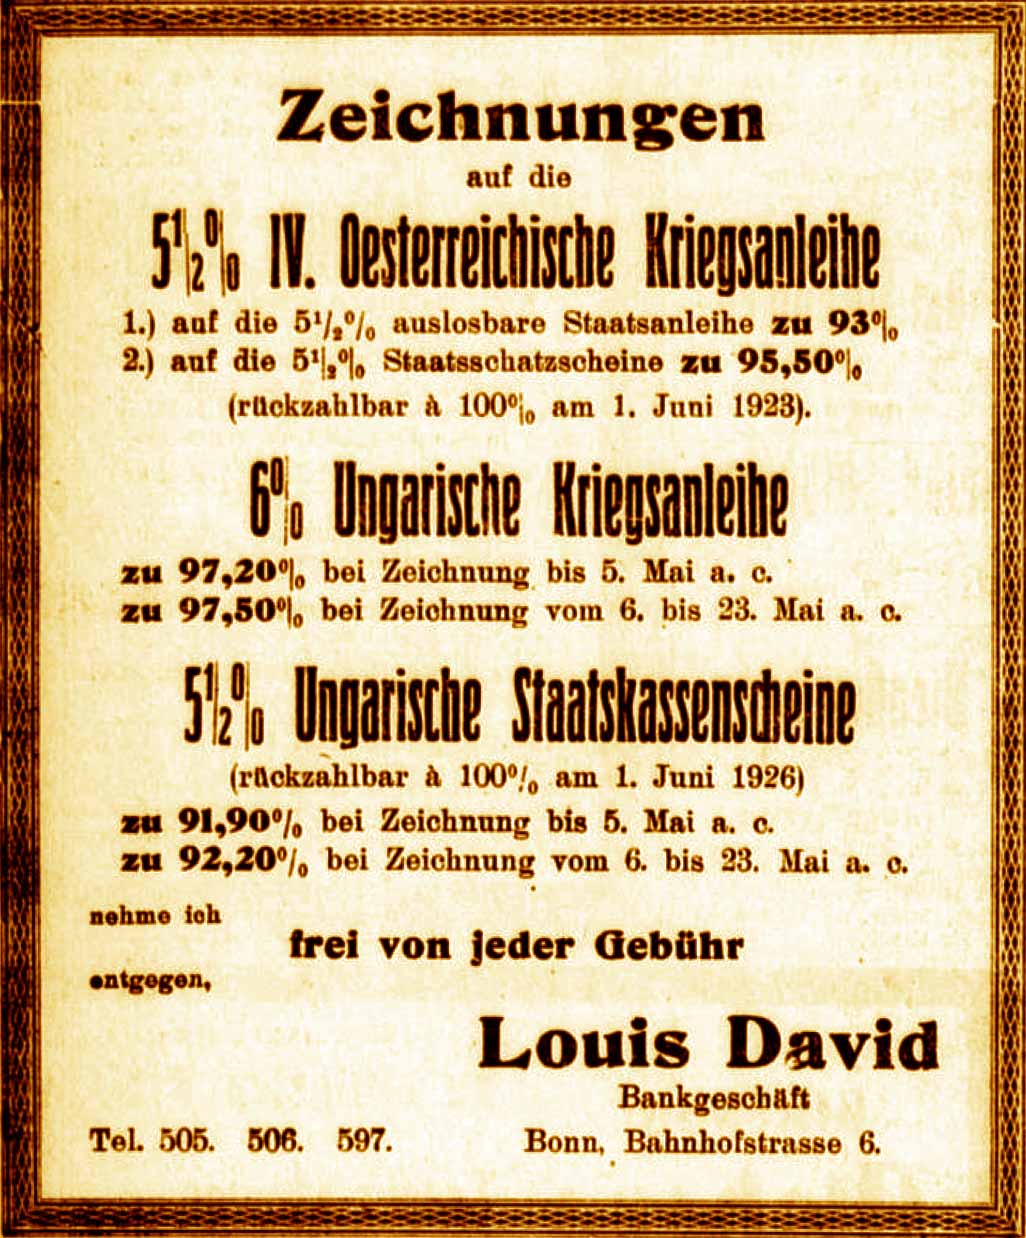 Zeichnungen
auf die
5½% IV. Oesterreichische Kriegsanleihe
1.) auf die 5½% auslosbare Staatsanleihe zu 93%
2.) auf die 5½% Staatsschatzscheine zu 95,50%
(rückzahlbar à 100% am 1. Juni 1923).
6% Ungarische Kriegsanleihe
zu 97,20% bei Zeichnung bis 5. Mai a. c.
zu 97,50% bei Zeichnung vom 6. bis 23. Mai a. c.
5½% Ungarische Staatskassenscheine
(rückzahlbar à 100% am 1. Juni 1926)
zu 91,90% bei Zeichnung bis 5. Mai a. c.
zu 92,20% bei Zeichnung vom 6. bis 23. Mai a. c.
nehme ich
frei von jeder Gebühr
entgegen,
Louis David
Bankgeschäft
Tel. 505. 506. 597. Bonn, Bahnhofstrasse 6.